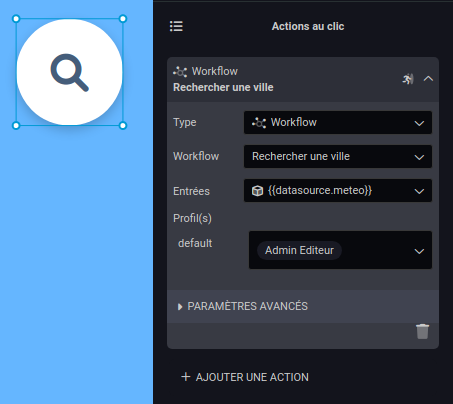 Actions au clic
Workflow
Rechercher une ville
Type
Workflow
Workflow
Rechercher une ville
Entrées
{{datasource.meteo}}
Profil(s)
default
Admin Editeur
PARAMÈTRES AVANCÉS
+ AJOUTER UNE ACTION